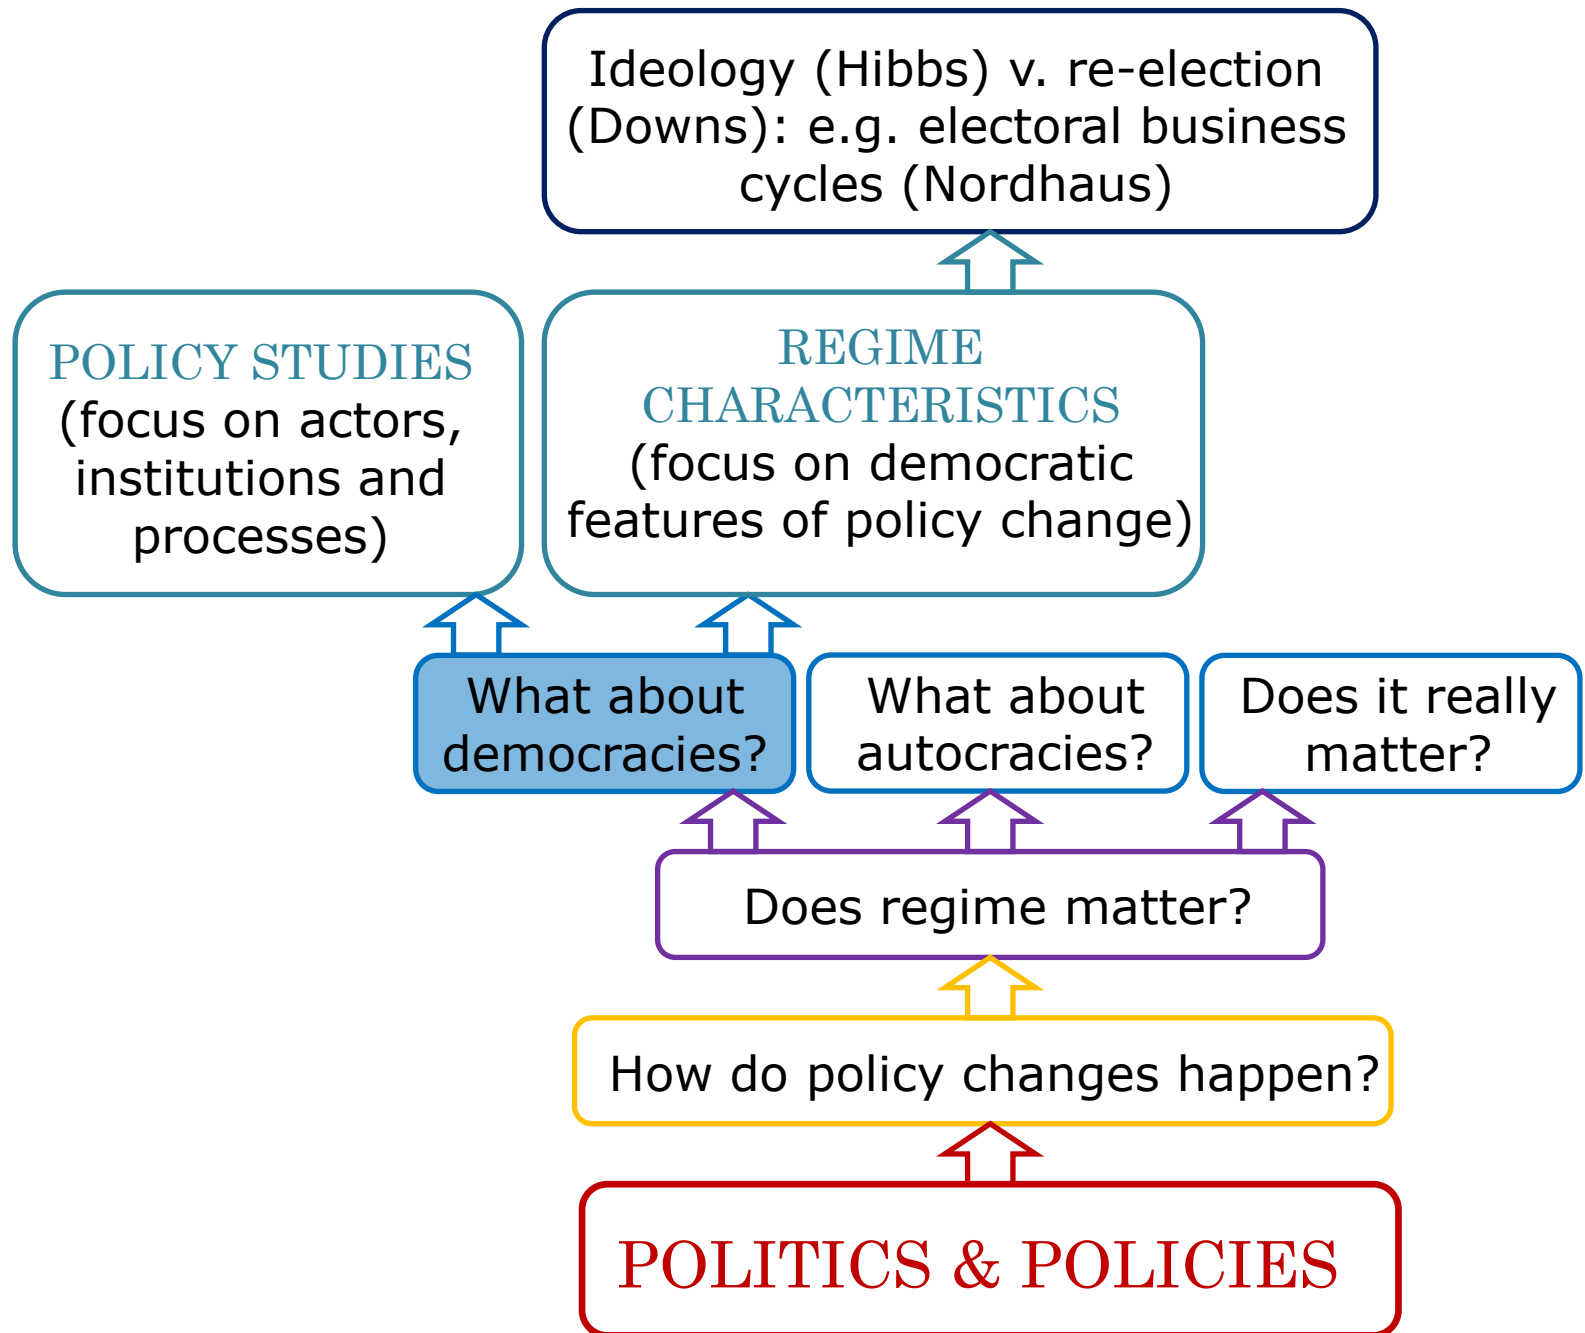 Ideology (Hibbs) v. re-election
(Downs): e.g. electoral business
cycles (Nordhaus)
POLICY STUDIES
(focus on actors,
institutions and
processes)
REGIME
CHARACTERISTICS
(focus on democratic
features of policy change)
What about
democracies?
What about
autocracies?
Does it really
matter?
Does regime matter?
How do policy changes happen?
POLITICS & POLICIES